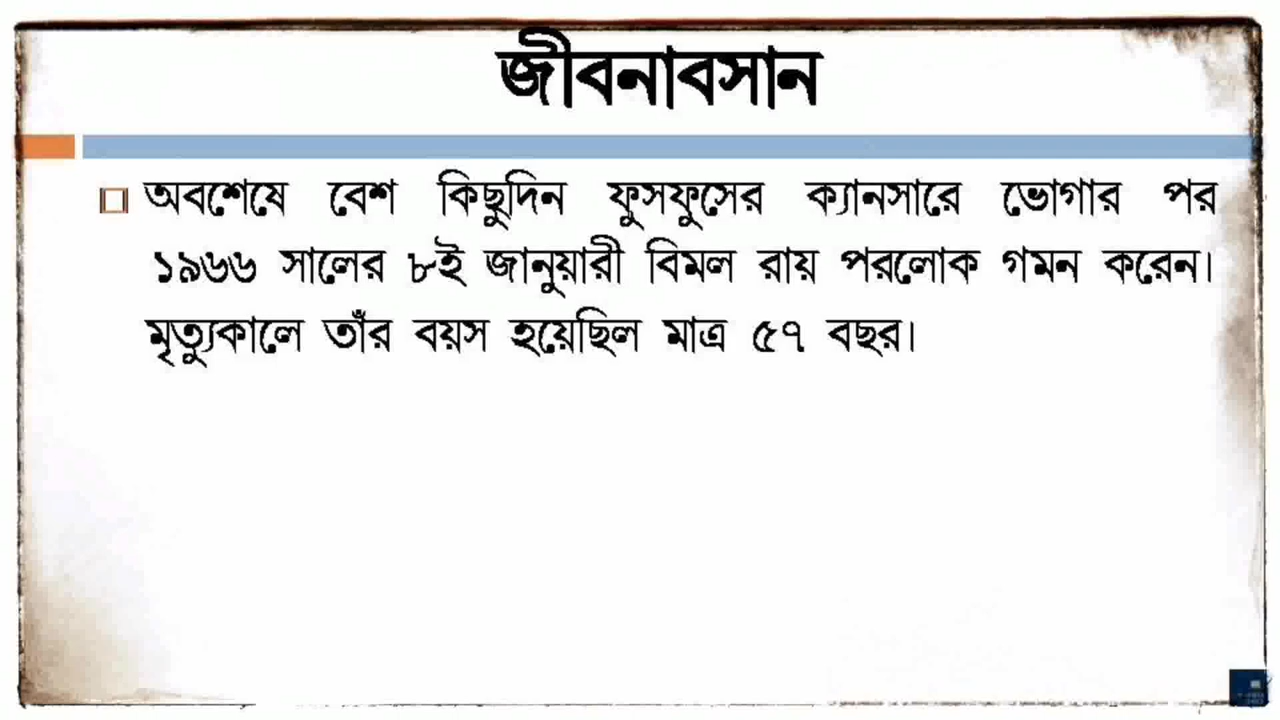 জীবনাবসান
অবশেষে বেশ কিছুদিন ফুসফুসের ক্যানসারে ভোগার পর
১৯৬৬ সালের ৮ই জানুয়ারী বিমল রায় পরলোক গমন করেন।
মৃত্যুকালে তাঁর বয়স হয়েছিল মাত্র ৫৭ বছর।